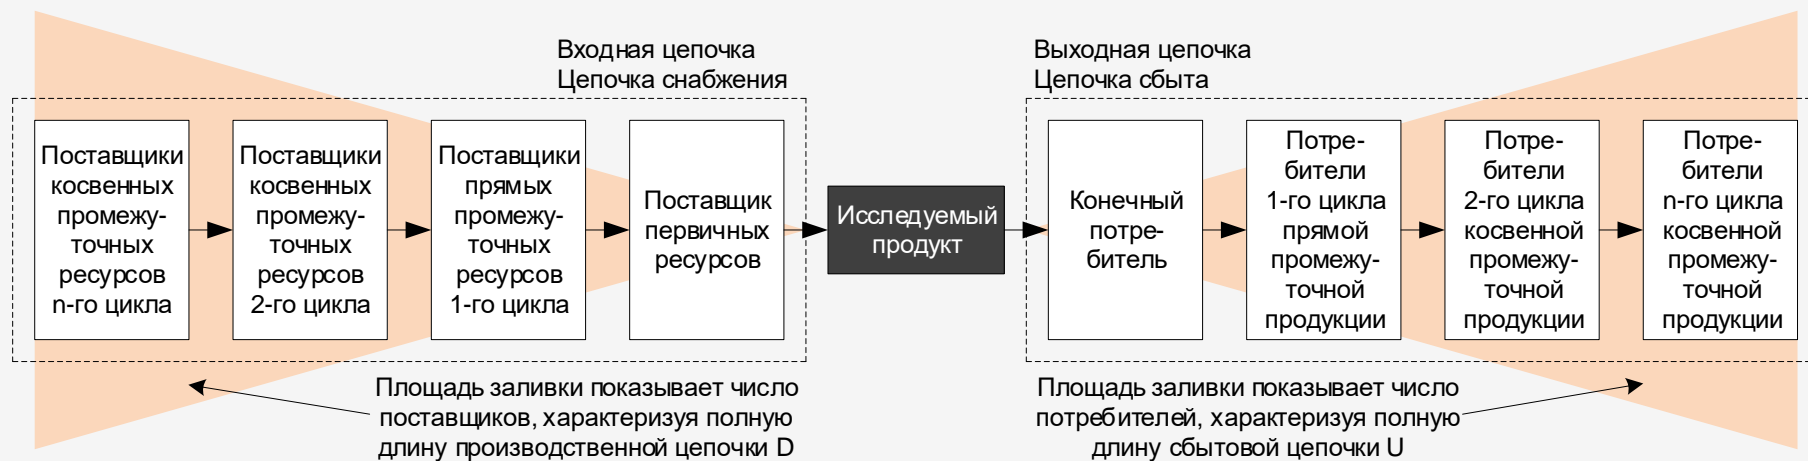 Входная цепочка
Цепочка снабжения
Выходная цепочка
Цепочка сбыта
Поставщики
косвенных
промежу-
точных
ресурсов
n-го цикла
Поставщики
косвенных
промежу-
точных
ресурсов
2-го цикла
Поставщики
прямых
промежу-
точных
ресурсов
1-го цикла
Поставщик
первичных
ресурсов
Исследуемый
продукт
Конечный
потре-
битель
Потре-
бители
1-го цикла
прямой
промежу-
точной
продукции
Потре-
бители
2-го цикла
косвенной
промежу-
точной
продукции
Потре-
бители
n-го цикла
косвенной
промежу-
точной
продукции
Площадь заливки показывает число
поставщиков, характеризуя полную
длину производственной цепочки D
Площадь заливки показывает число
потребителей, характеризуя полную
длину сбытовой цепочки U